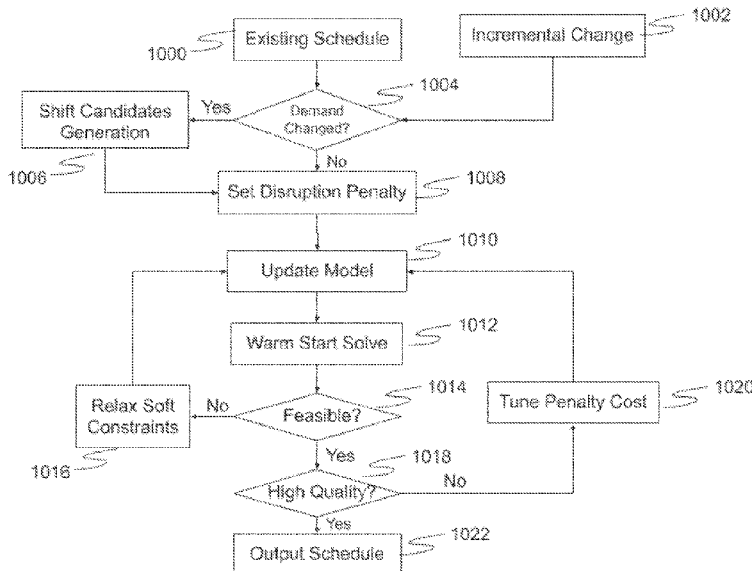 1000
Existing Schedule
Incremental Change
1002
1004
Demand
Changed?
Yes
Shift Candidates
Generation
1006
No
Set Disruption Penalty
1008
1010
Update Model
Warm Start Solve
1012
1014
Feasible?
No
Relax Soft
Constraints
1016
Tune Penalty Cost
1020
Yes
1018
High Quality?
No
Yes
Output Schedule
1022